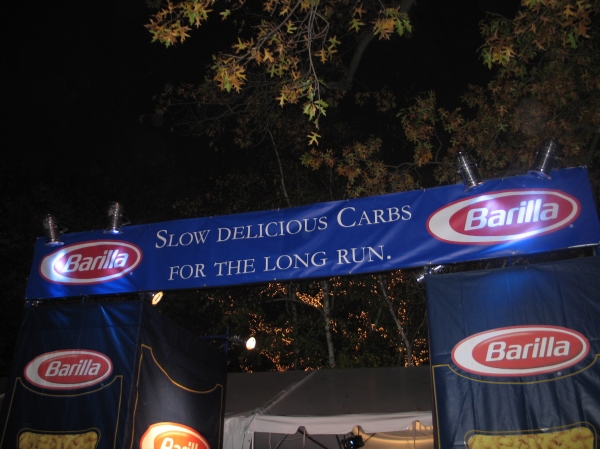 SLOW DELICIOUS CARBS
FOR THE LONG RUN.
Barilla
Barilla
Barilla
Barilla
Barilla